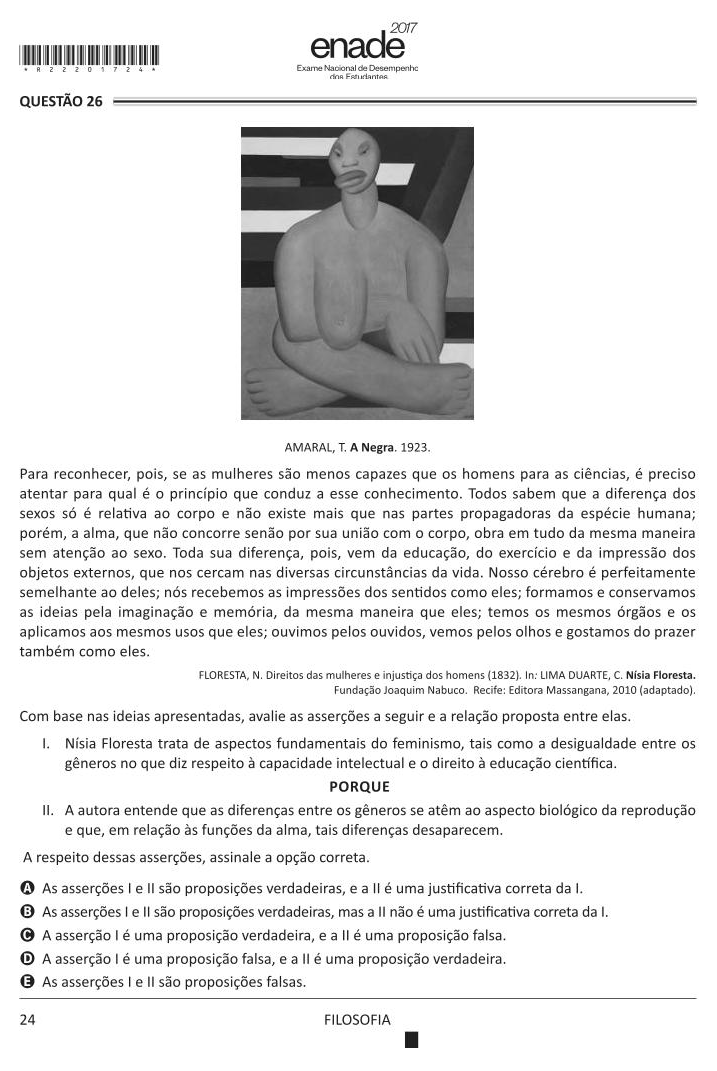 2017
enade
Exame Nacional de Desempenho
dos Estudantes
*R22201724*
QUESTÃO 26
AMARAL, T. A Negra. 1923.
Para reconhecer, pois, se as mulheres são menos capazes que os homens para as ciências, é preciso
atentar para qual é o princípio que conduz a esse conhecimento. Todos sabem que a diferença dos
sexos só é relativa ao corpo e não existe mais que nas partes propagadoras da espécie humana;
porém, a alma, que não concorre senão por sua união com o corpo, obra em tudo da mesma maneira
sem atenção ao sexo. Toda sua diferença, pois, vem da educação, do exercício e da impressão dos
objetos externos, que nos cercam nas diversas circunstâncias da vida. Nosso cérebro é perfeitamente
semelhante ao deles; nós recebemos as impressões dos sentidos como eles; formamos e conservamos
as ideias pela imaginação e memória, da mesma maneira que eles; temos os mesmos órgãos e os
aplicamos aos mesmos usos que eles; ouvimos pelos ouvidos, vemos pelos olhos e gostamos do prazer
também como eles.
FLORESTA, N. Direitos das mulheres e injustiça dos homens (1832). In: LIMA DUARTE, C. Nísia Floresta.
Fundação Joaquim Nabuco. Recife: Editora Massangana, 2010 (adaptado).
Com base nas ideias apresentadas, avalie as asserções a seguir e a relação proposta entre elas.
I. Nísia Floresta trata de aspectos fundamentais do feminismo, tais como a desigualdade entre os
gêneros no que diz respeito à capacidade intelectual e o direito à educação científica.
PORQUE
II. A autora entende que as diferenças entre os gêneros se atêm ao aspecto biológico da reprodução
e que, em relação às funções da alma, tais diferenças desaparecem.
A respeito dessas asserções, assinale a opção correta.
A As asserções I e II são proposições verdadeiras, e a II é uma justificativa correta da I.
B As asserções I e II são proposições verdadeiras, mas a II não é uma justificativa correta da I.
C A asserção I é uma proposição verdadeira, e a II é uma proposição falsa.
D A asserção I é uma proposição falsa, e a II é uma proposição verdadeira.
E As asserções I e II são proposições falsas.
24
FILOSOFIA